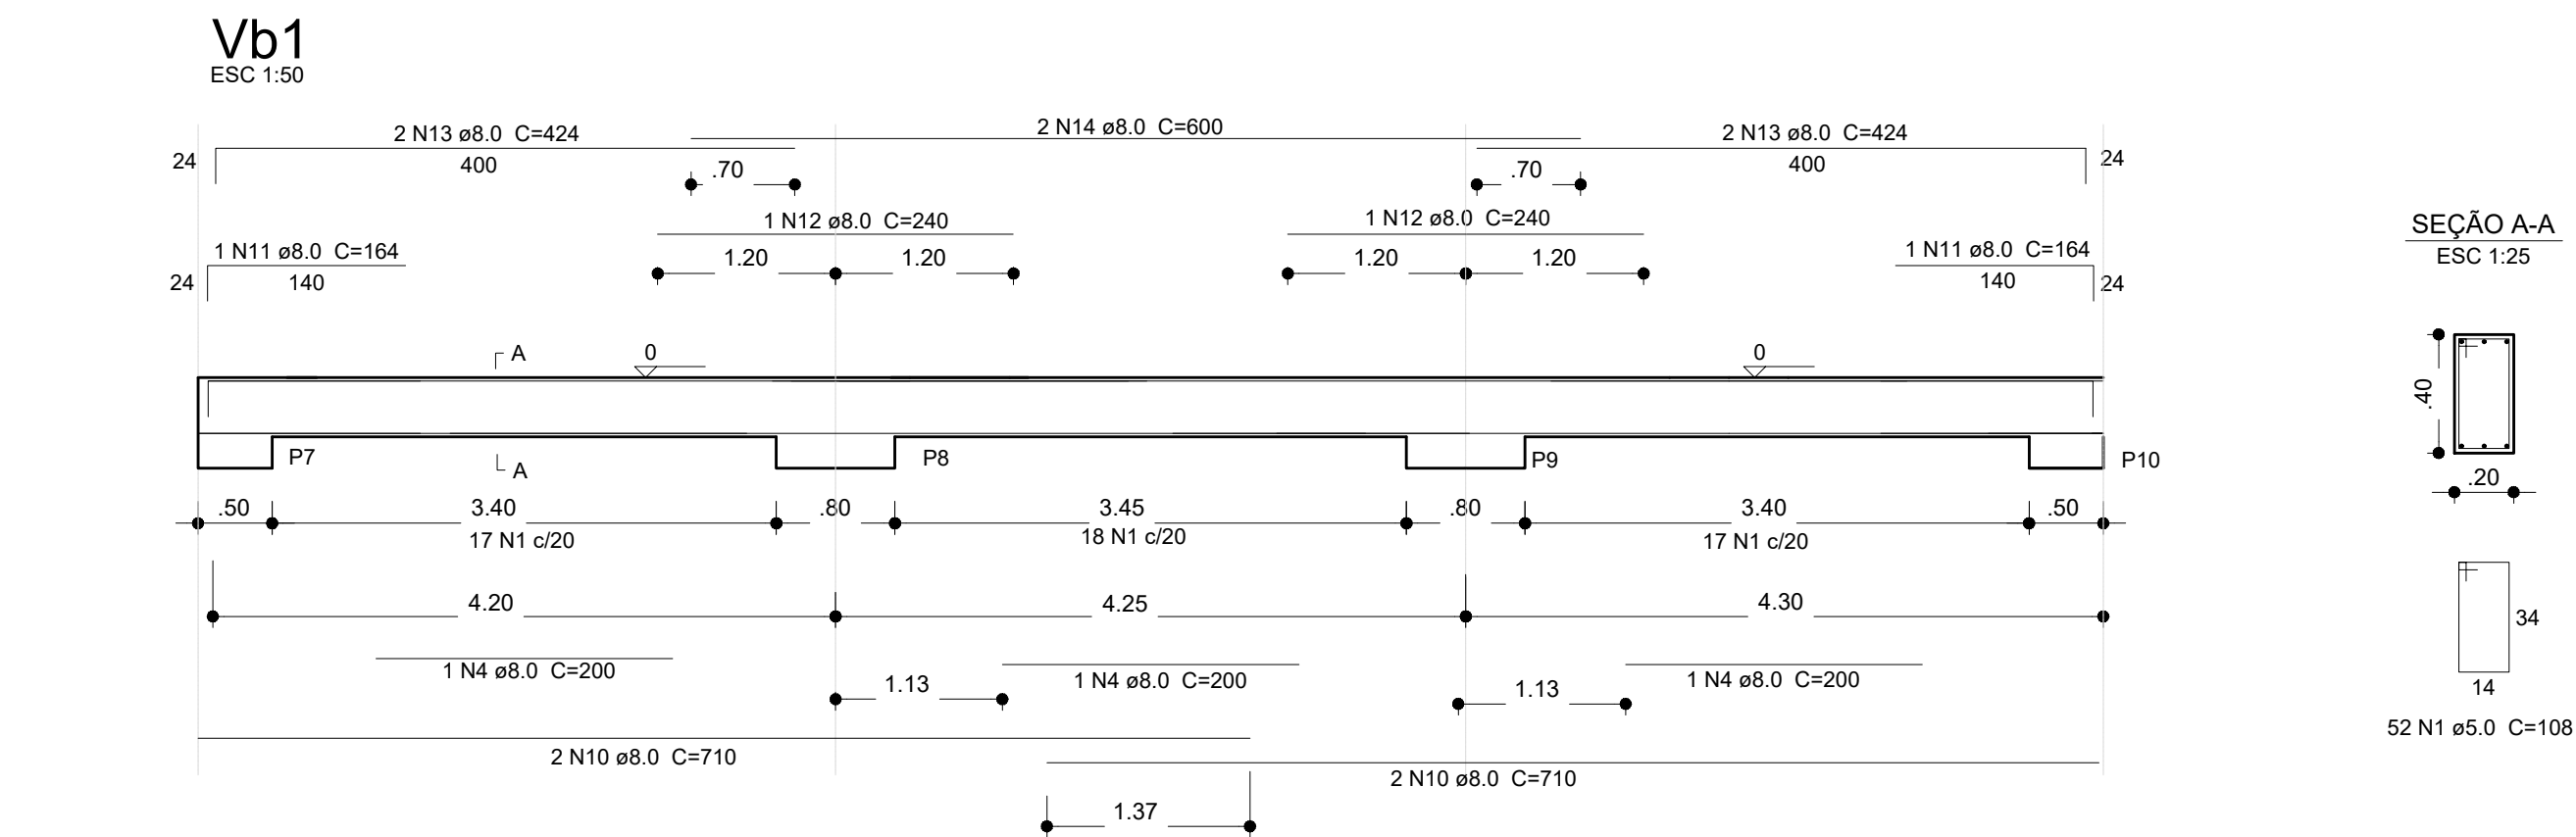 Vb1
ESC 1:50
2 N13 ø8.0 C=424
2 N14 ø8.0 C=600
2 N13 ø8.0 C=424
24
400
.70
.70
400
24
1 N12 ø8.0 C=240
1 N12 ø8.0 C=240
SEÇÃO A-A
ESC 1:25
1 N11 ø8.0 C=164
1.20
1.20
1.20
1.20
1 N11 ø8.0 C=164
24
140
140
24
A
0
0
.40
P7
A
P8
P9
P10
.20
.50
3.40
.80
3.45
.80
3.40
.50
17 N1 c/20
18 N1 c/20
17 N1 c/20
4.20
4.25
4.30
34
1 N4 ø8.0 C=200
1.13
1 N4 ø8.0 C=200
1.13
1 N4 ø8.0 C=200
14
52 N1 ø5.0 C=108
2 N10 ø8.0 C=710
2 N10 ø8.0 C=710
1.37